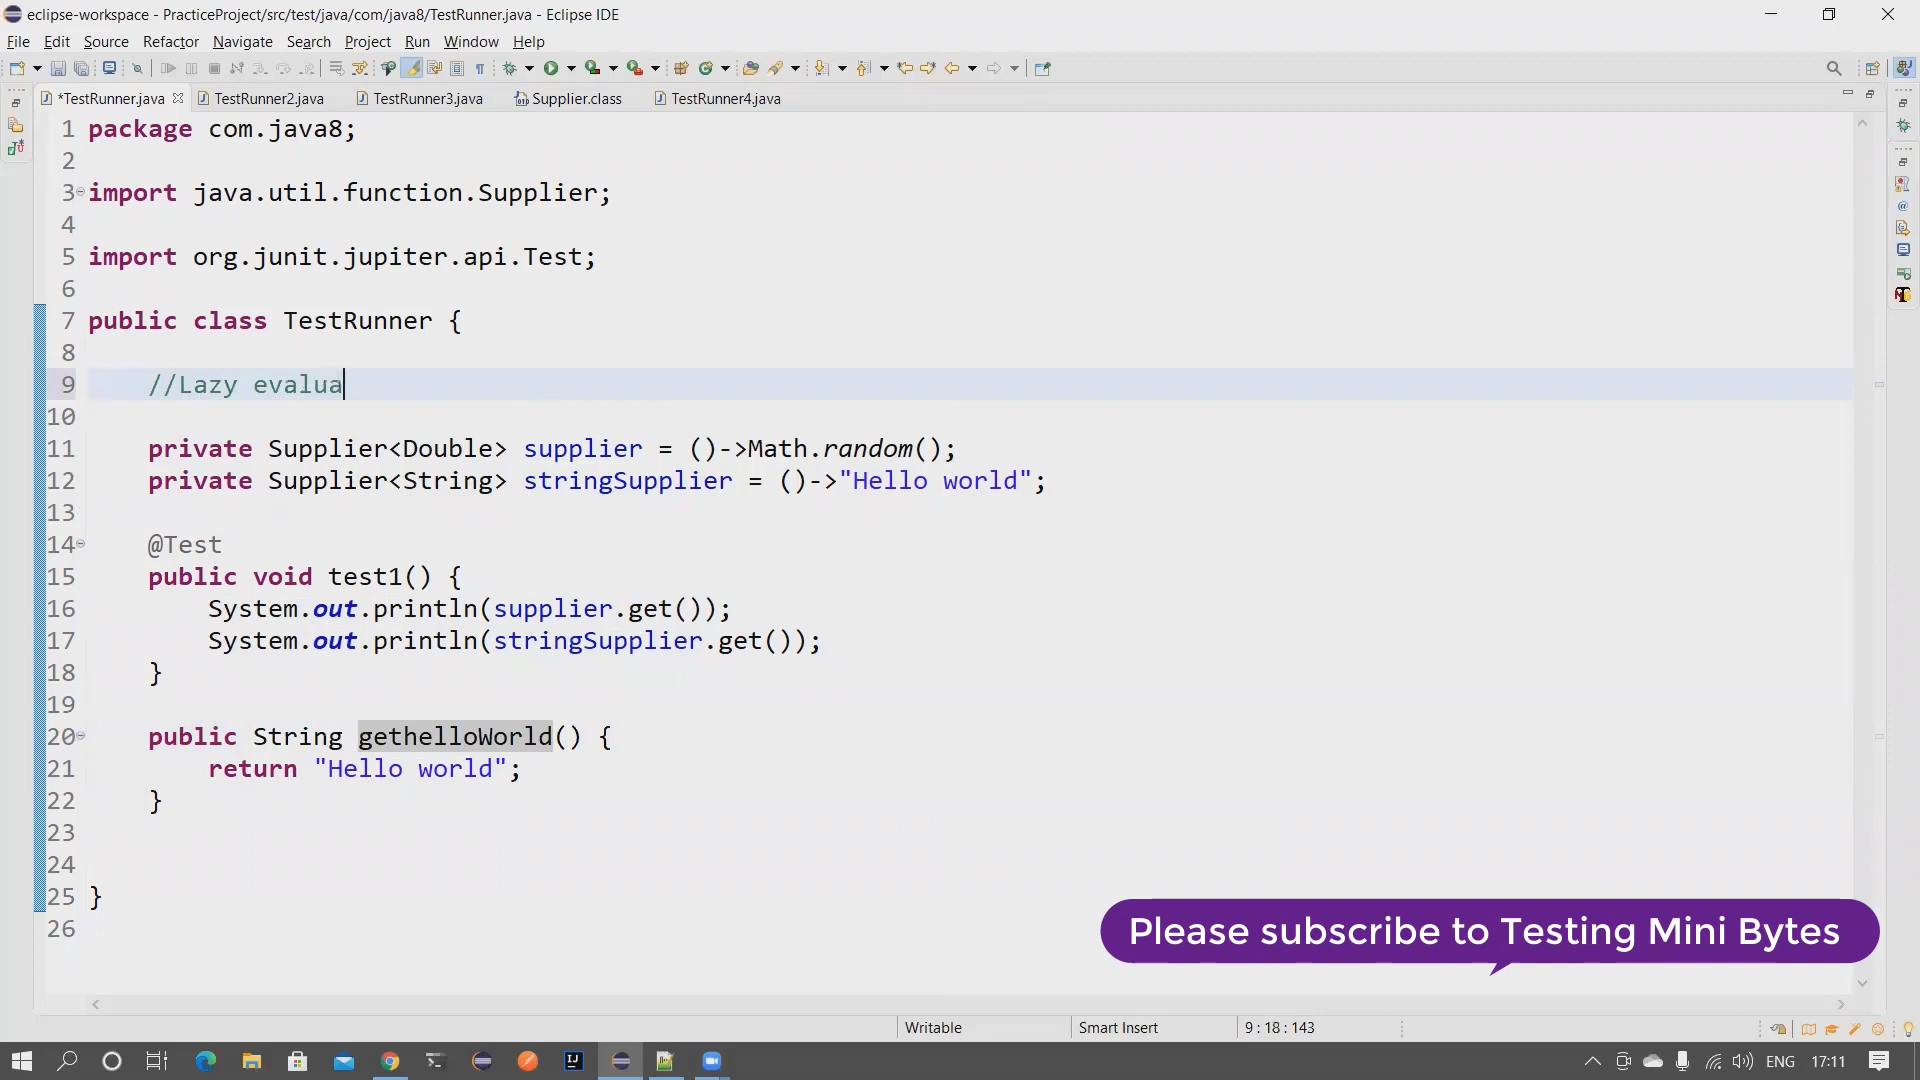 eclipse-workspace - PracticeProject/src/test/java/com/java8/TestRunner.java - Eclipse IDE
File Edit Source Refactor Navigate Search Project Run Window Help
*TestRunner.java TestRunner2.java TestRunner3.java Supplier.class TestRunner4.java
1 package com.java8;
2
3 import java.util.function.Supplier;
4
5 import org.junit.jupiter.api.Test;
6
7 public class TestRunner {
8
9 //Lazy evalua
10
11 private Supplier<Double> supplier = ()->Math.random();
12 private Supplier<String> stringSupplier = ()->"Hello world";
13
14 @Test
15 public void test1() {
16 System.out.println(supplier.get());
17 System.out.println(stringSupplier.get());
18 }
19
20 public String gethelloWorld() {
21 return "Hello world";
22 }
23
24
25 }
26
Please subscribe to Testing Mini Bytes
Writable Smart Insert 9 : 18 : 143
ENG 17:11